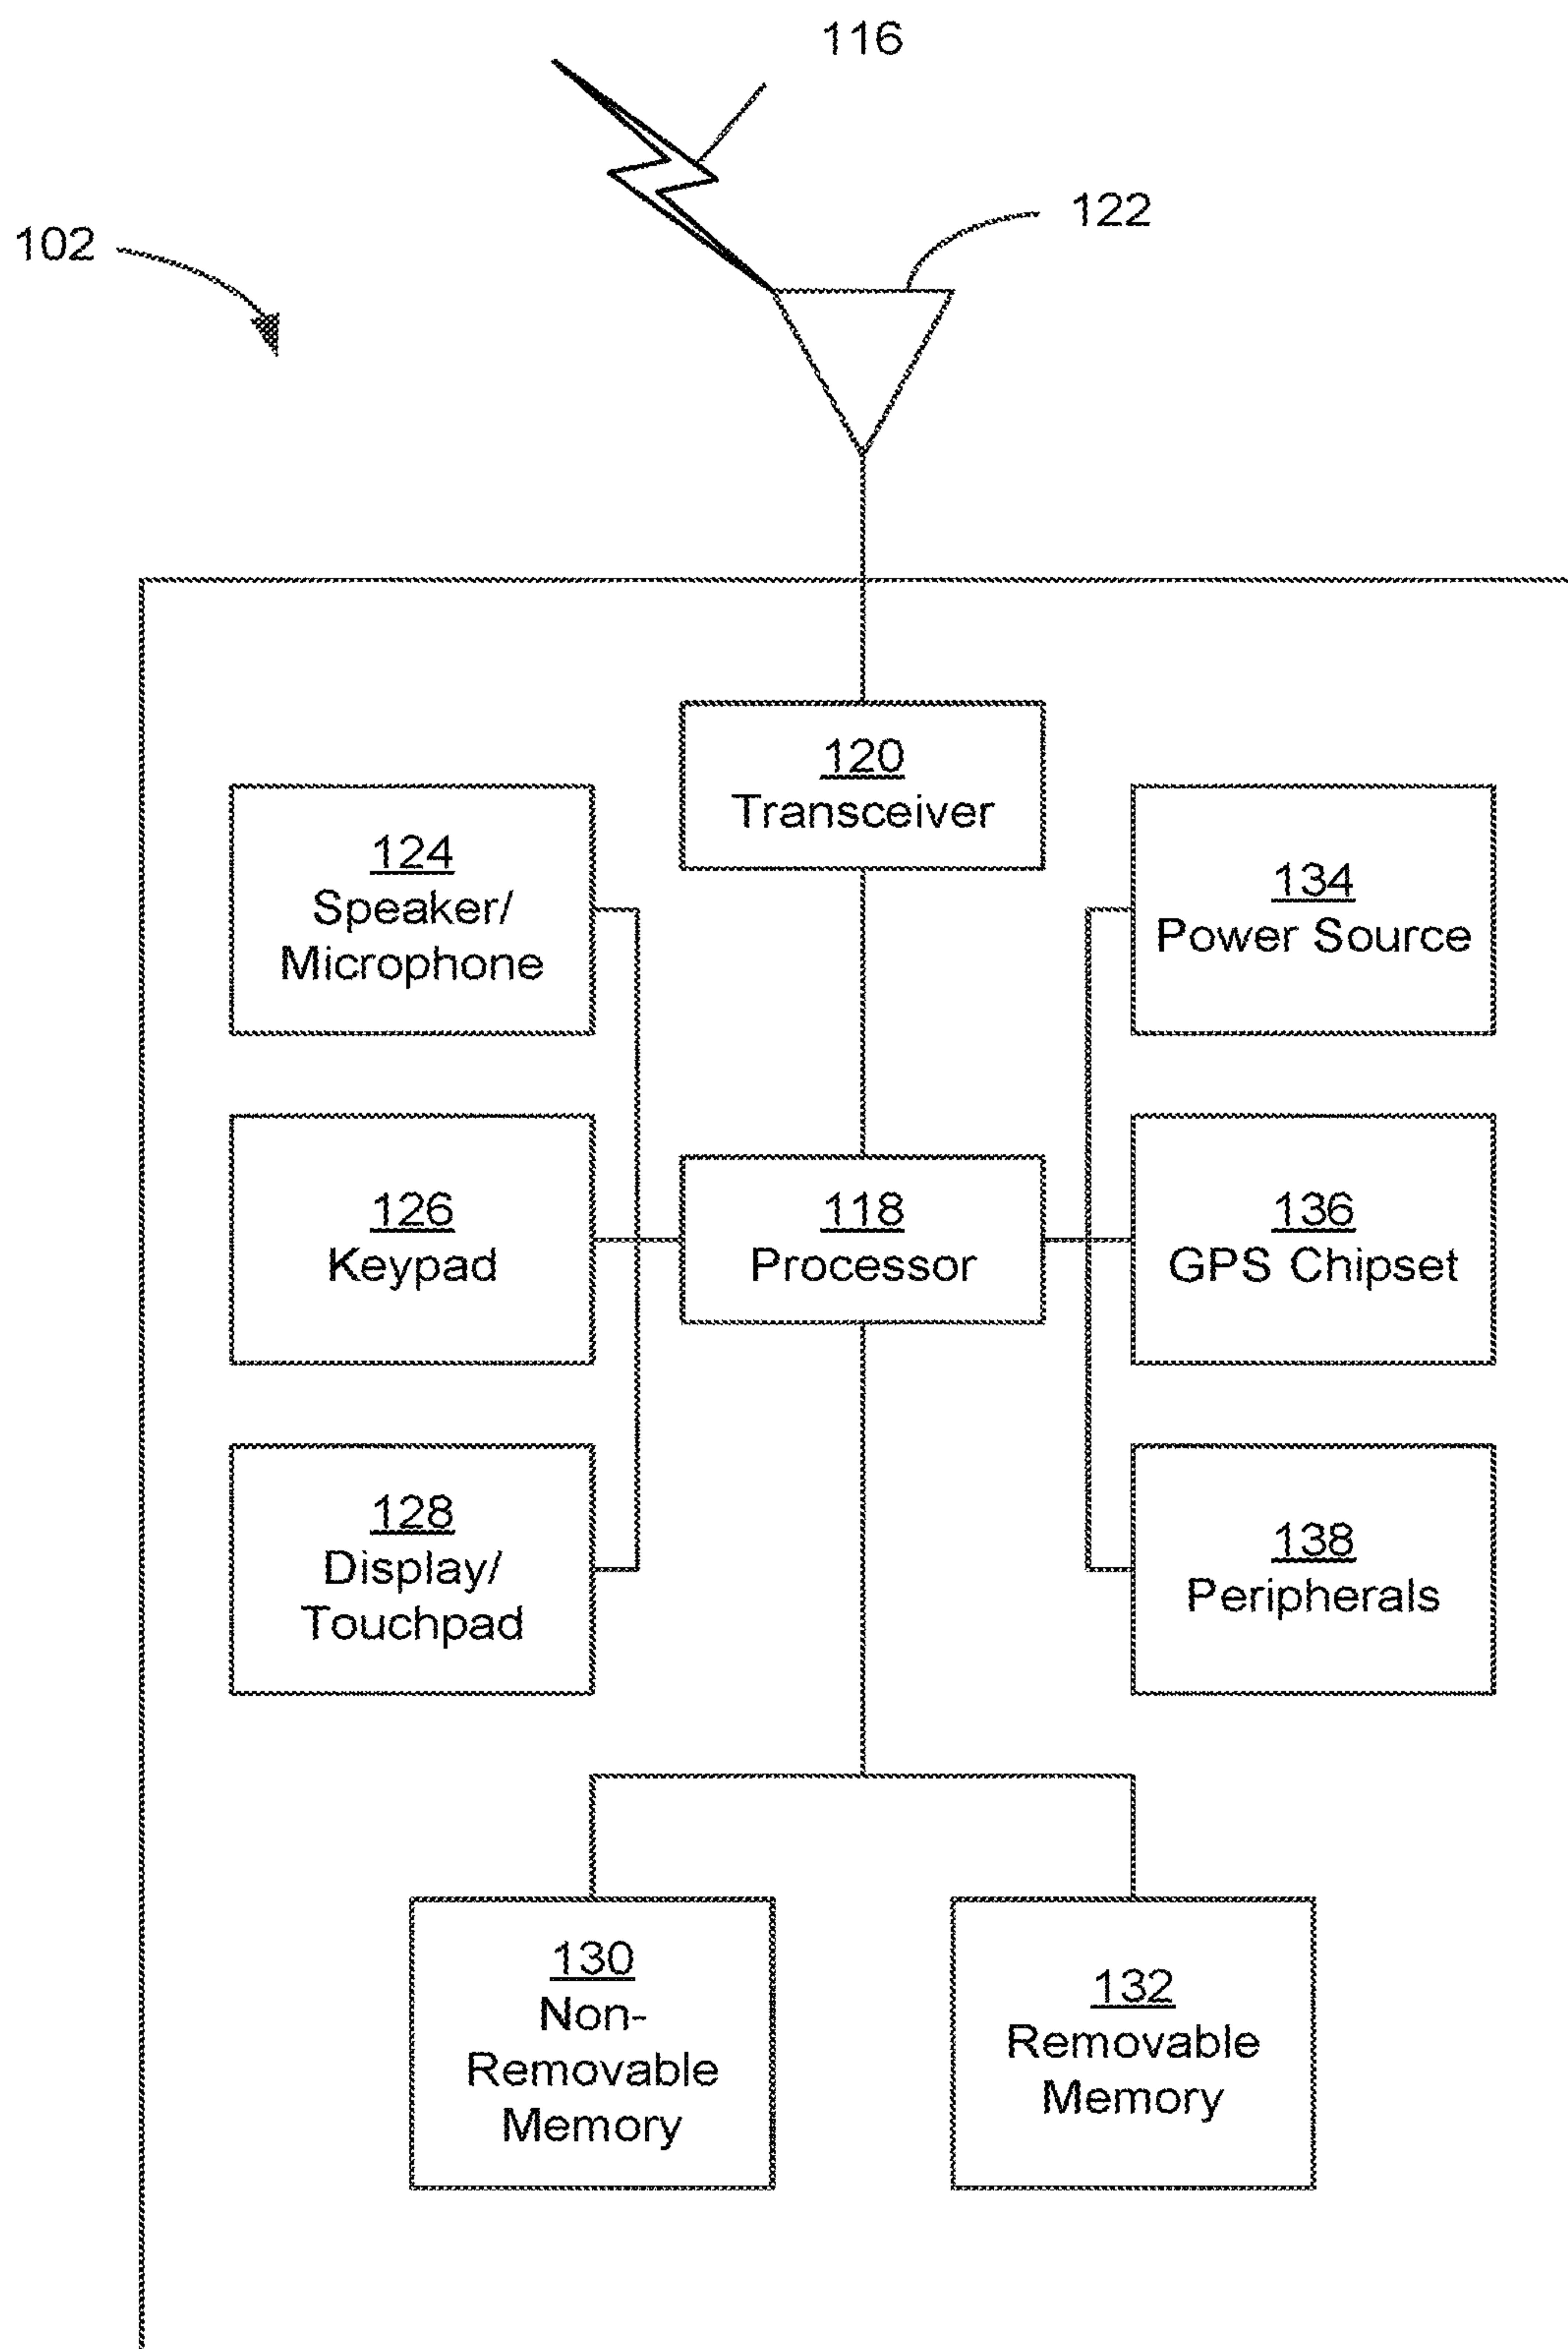 116
122
102
120
Transceiver
124
Speaker/
Microphone
134
Power Source
126
Keypad
118
Processor
136
GPS Chipset
128
Display/
Touchpad
138
Peripherals
130
Non-
Removable
Memory
132
Removable
Memory